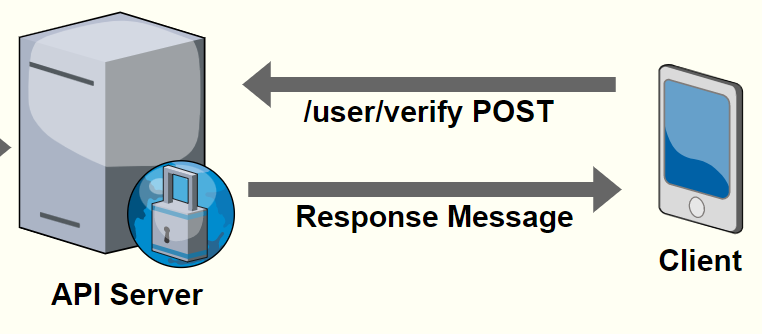 /user/verify POST
Response Message
Client
API Server